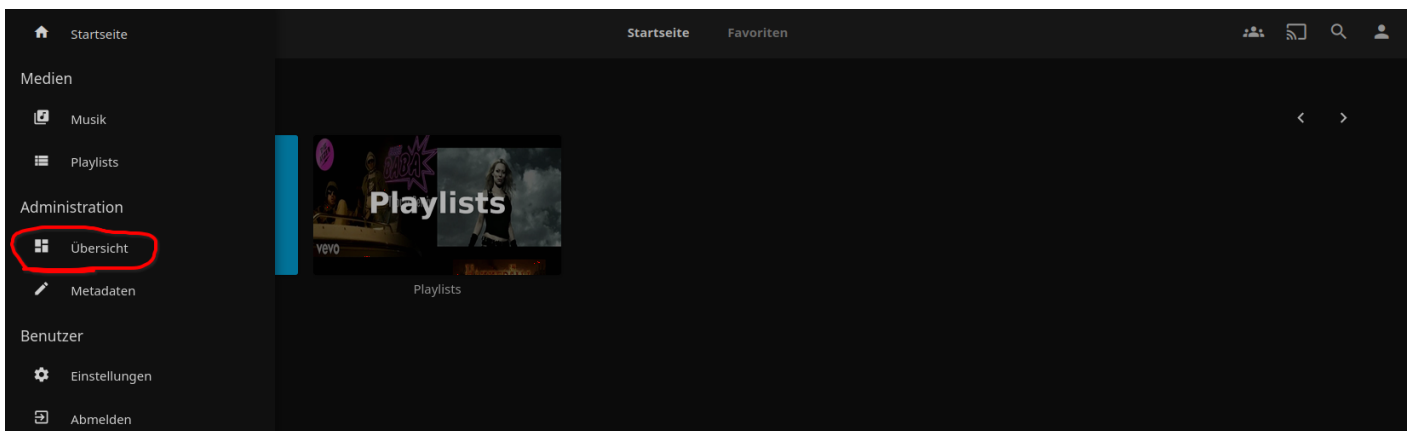 Startseite
Startseite Favoriten
Medien
Musik
Playlists
Administration
Übersicht
Metadaten
Benutzer
Einstellungen
Abmelden
Playlists
vevo
Playlists